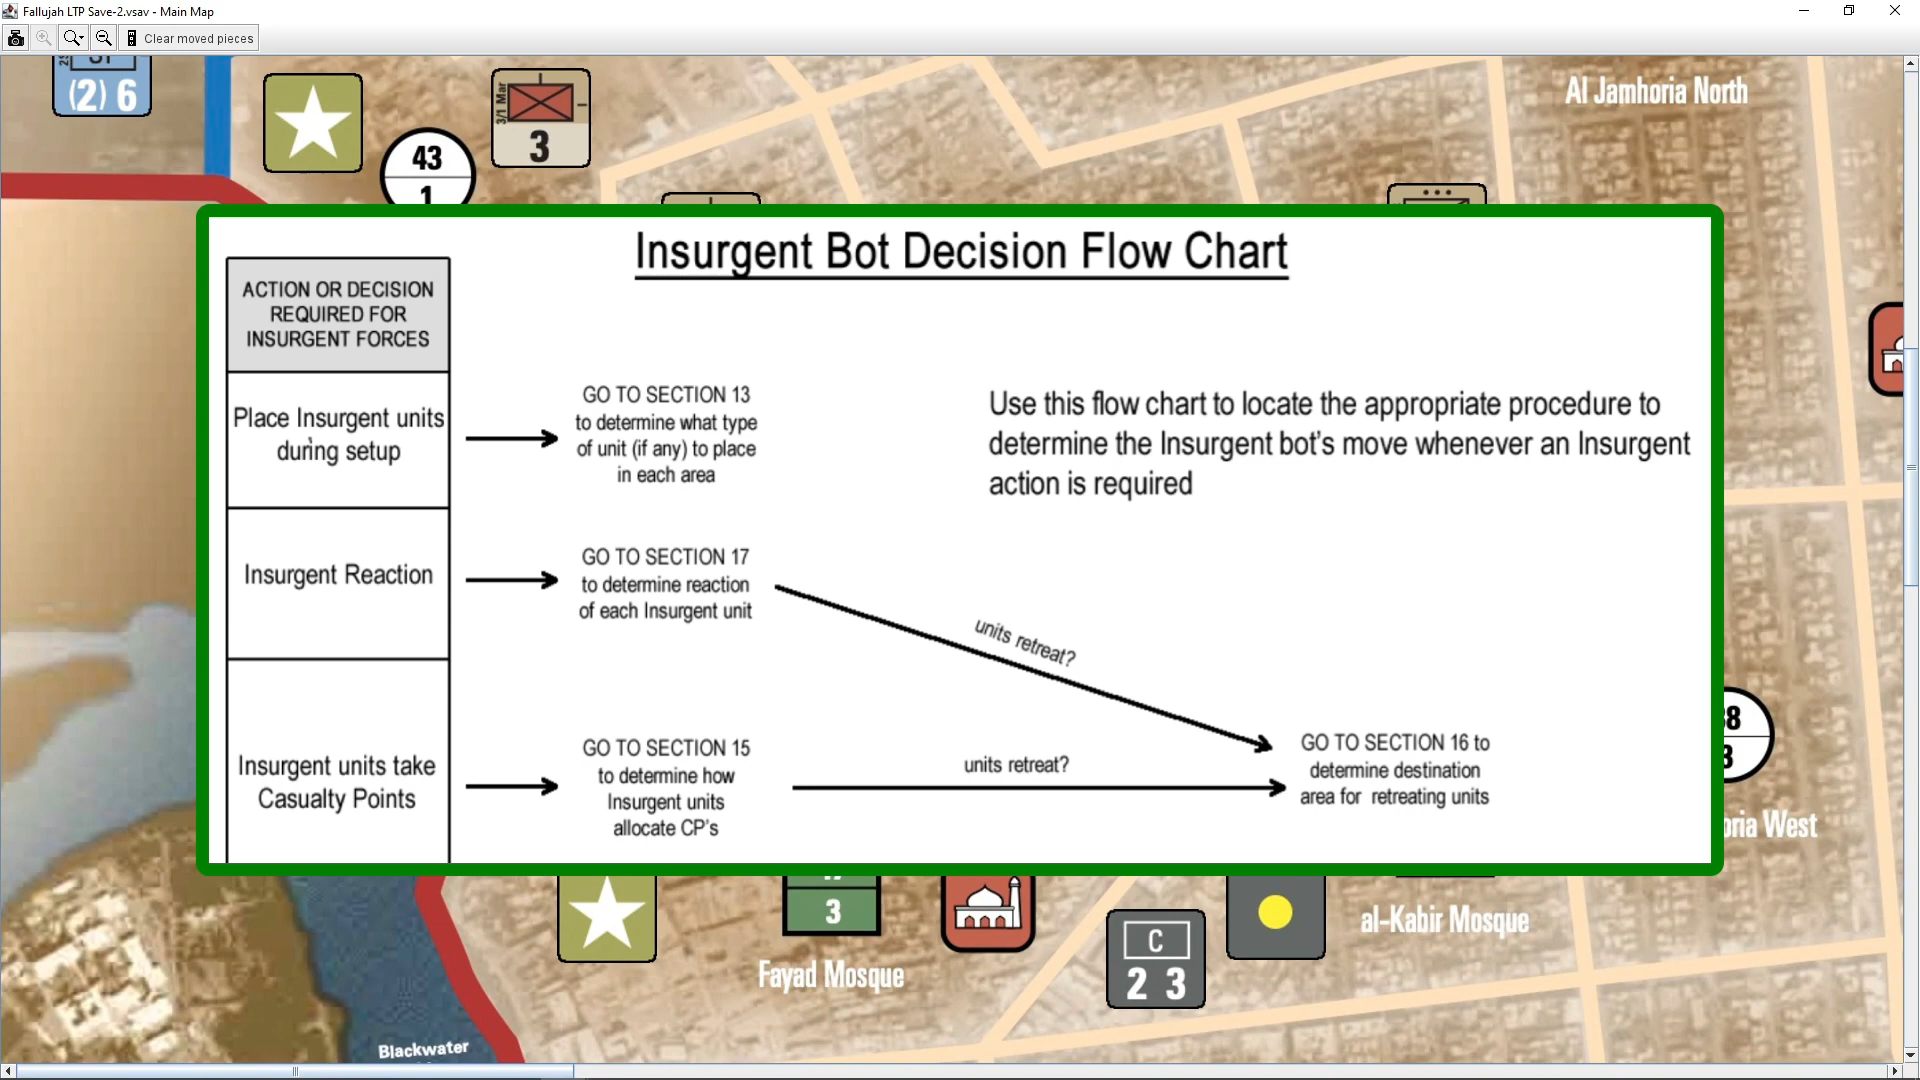 Fallujah LTP Save-2.vsav - Main Map
Clear moved pieces
(2) 6
3/1 Mar
3
43
1
Al Jamhoria North
Insurgent Bot Decision Flow Chart
ACTION OR DECISION
REQUIRED FOR
INSURGENT FORCES
Place Insurgent units
during setup
GO TO SECTION 13
to determine what type
of unit (if any) to place
in each area
Use this flow chart to locate the appropriate procedure to
determine the Insurgent bot's move whenever an Insurgent
action is required
Insurgent Reaction
GO TO SECTION 17
to determine reaction
of each Insurgent unit
units retreat?
Insurgent units take
Casualty Points
GO TO SECTION 15
to determine how
Insurgent units
allocate CP's
units retreat?
GO TO SECTION 16 to
determine destination
area for retreating units
West
3
Fayad Mosque
C
2 3
al-Kabir Mosque
Blackwater